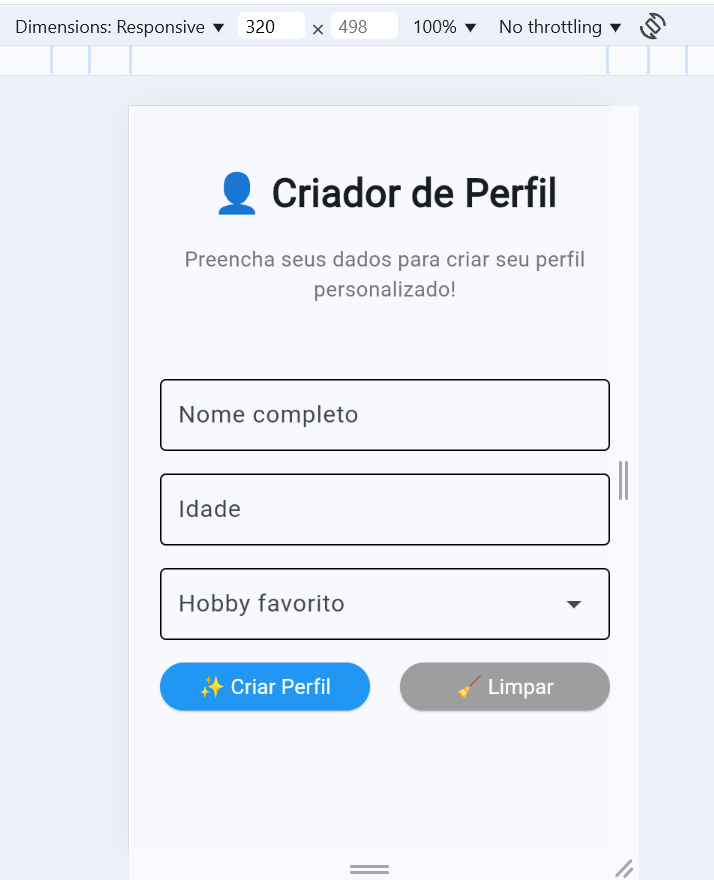 Dimensions: Responsive ▼ 320 × 498 100% ▼ No throttling ▼
👤 Criador de Perfil
Preencha seus dados para criar seu perfil
personalizado!
Nome completo
Idade
Hobby favorito
✨ Criar Perfil 🧹 Limpar